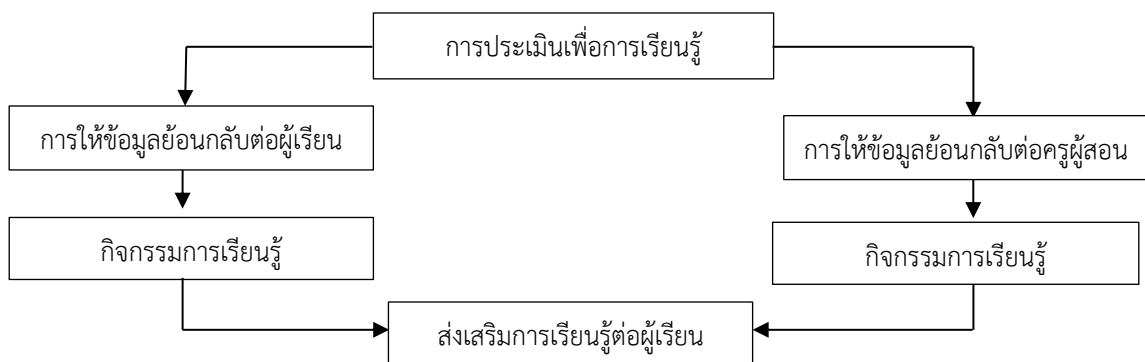 การประเมินเพื่อการเรียนรู้
การให้ข้อมูลย้อนกลับต่อผู้เรียน
การให้ข้อมูลย้อนกลับต่อครูผู้สอน
กิจกรรมการเรียนรู้
กิจกรรมการเรียนรู้
ส่งเสริมการเรียนรู้ต่อผู้เรียน